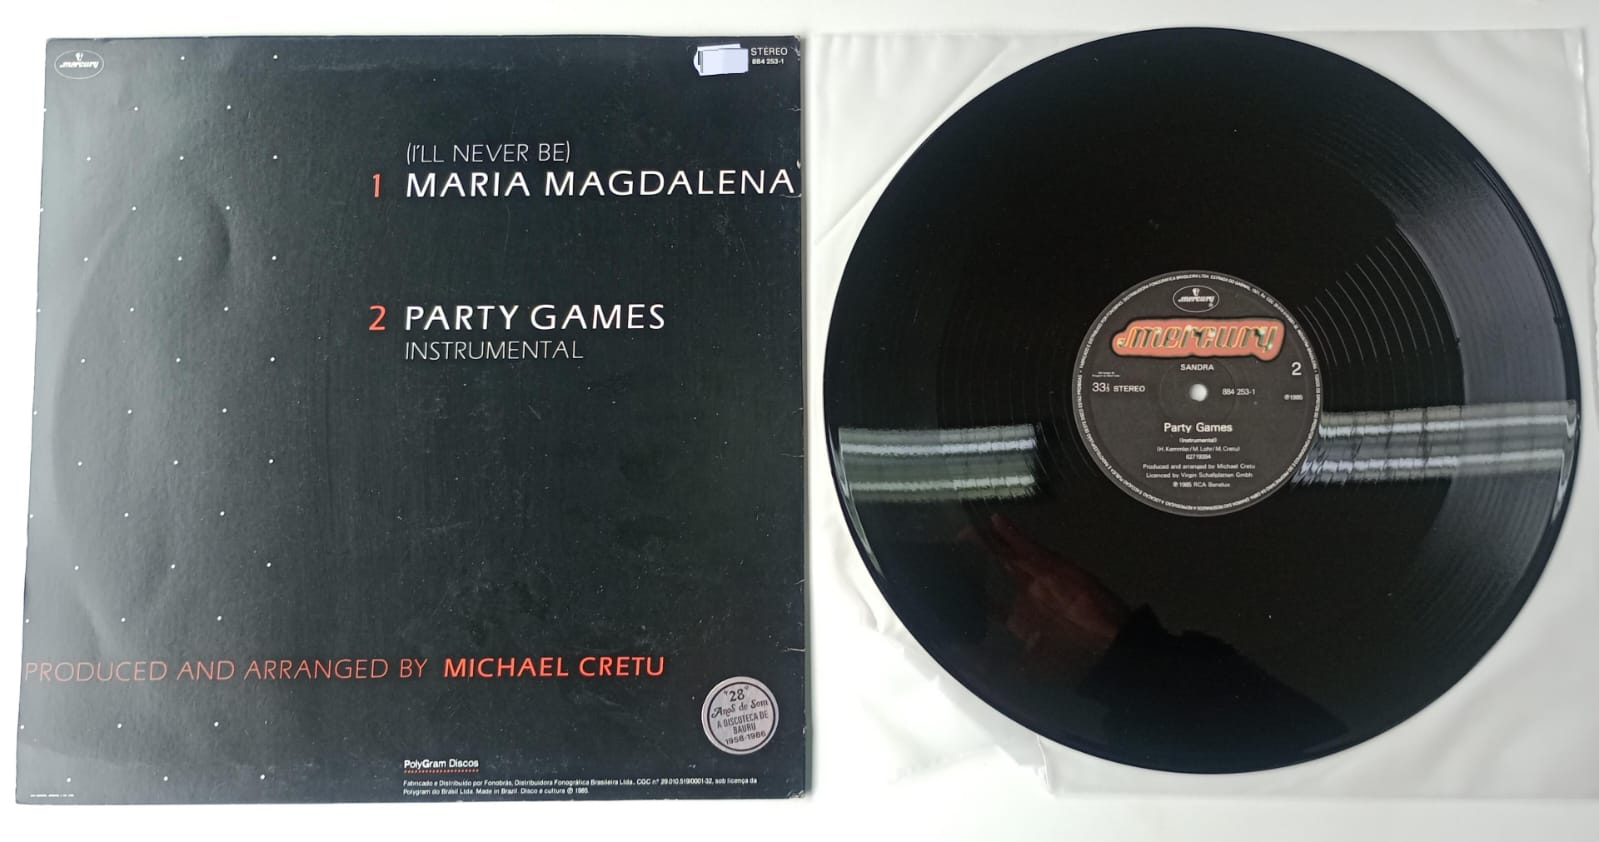 mercury
STEREO
884 253-1
(I'LL NEVER BE)
1 MARIA MAGDALENA
2 PARTY GAMES
INSTRUMENTAL
PRODUCED AND ARRANGED BY MICHAEL CRETU
28
Anos de Som
A DISCOTECA DE
BAURU
1958-1986
PolyGram Discos
Fabricado e Distribuído por Fonobrás, Distribuidora Fonográfica Brasileira Ltda., CGC nº 29.010.519/0001-32, sob licença da
Polygram do Brasil Ltda. Made in Brazil. Disco é cultura ℗ 1985.
mercury
mercury
SANDRA
2
33⅓ STEREO
884 253-1
℗1985
Party Games
(Instrumental)
(H. Kemmler/M. Lohr/M. Cretu)
62719394
Produced and arranged by Michael Cretu
Licenced by Virgin Schallplatten Gmbh
℗ 1985 RCA Benelux